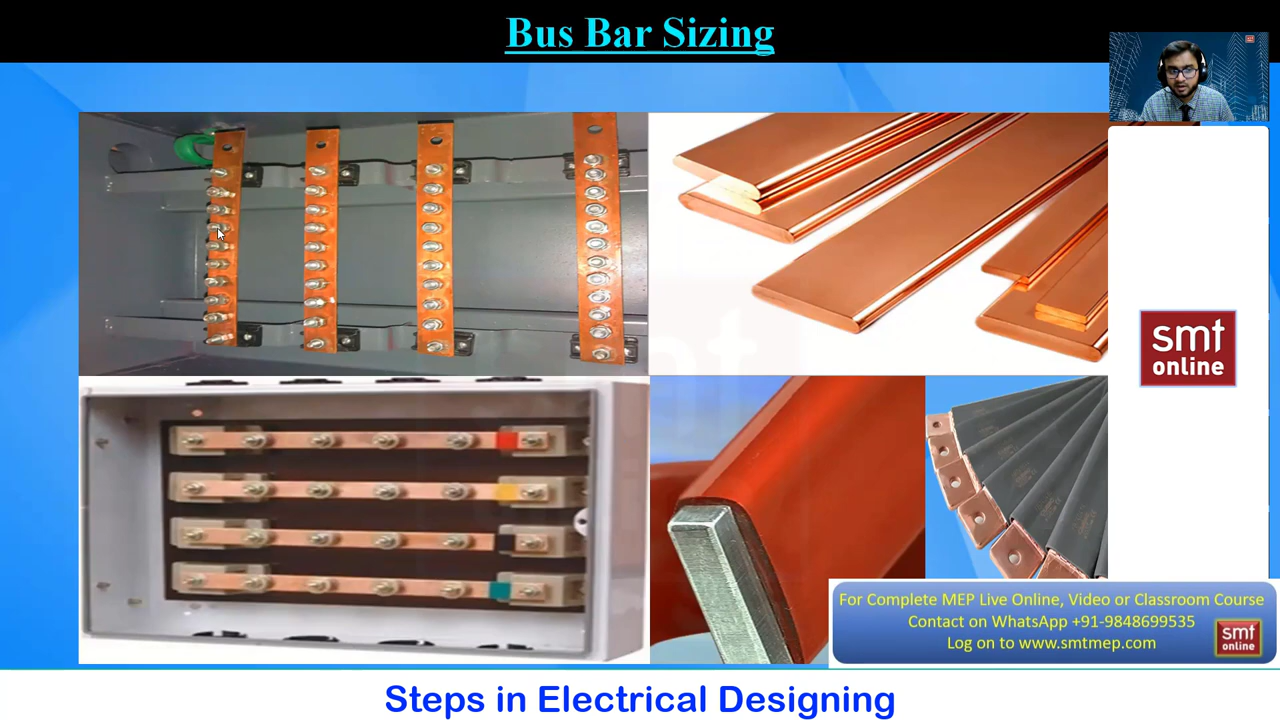 Bus Bar Sizing
smt
online
For Complete MEP Live Online, Video or Classroom Course
Contact on WhatsApp +91-9848699535
Log on to www.smtmep.com
smt
online
Steps in Electrical Designing